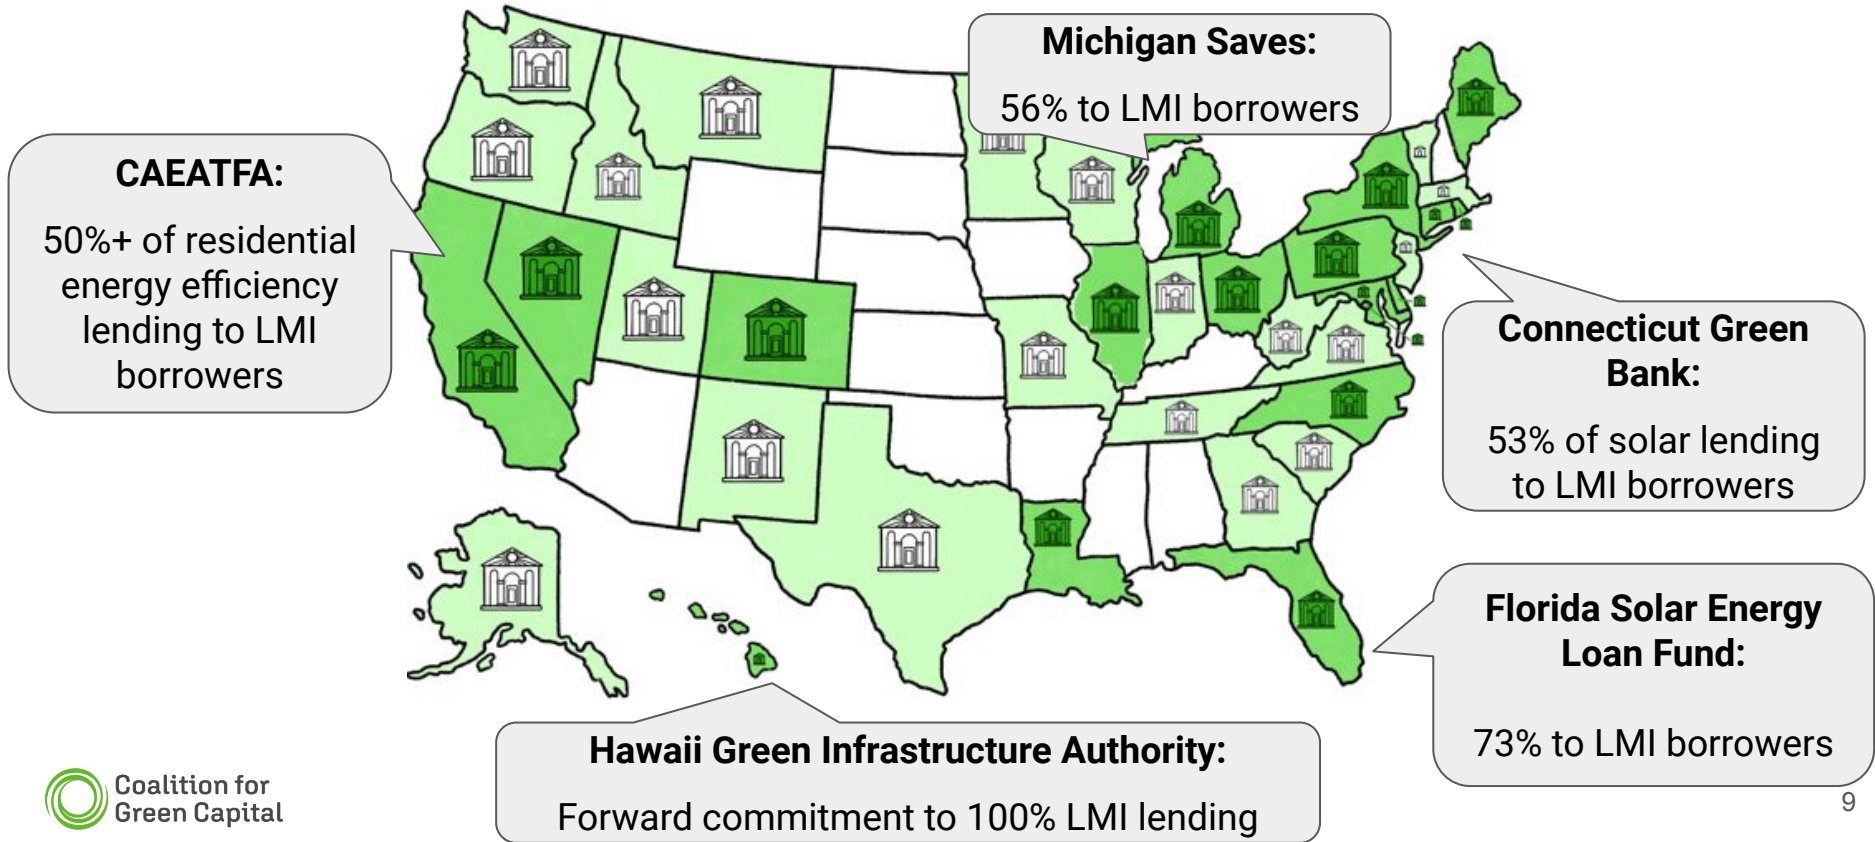 Michigan Saves:
56% to LMI borrowers
CAEATFA:
50%+ of residential
energy efficiency
lending to LMI
borrowers
Connecticut Green
Bank:
53% of solar lending
to LMI borrowers
Florida Solar Energy
Loan Fund:
73% to LMI borrowers
Hawaii Green Infrastructure Authority:
Forward commitment to 100% LMI lending
Coalition for
Green Capital
9